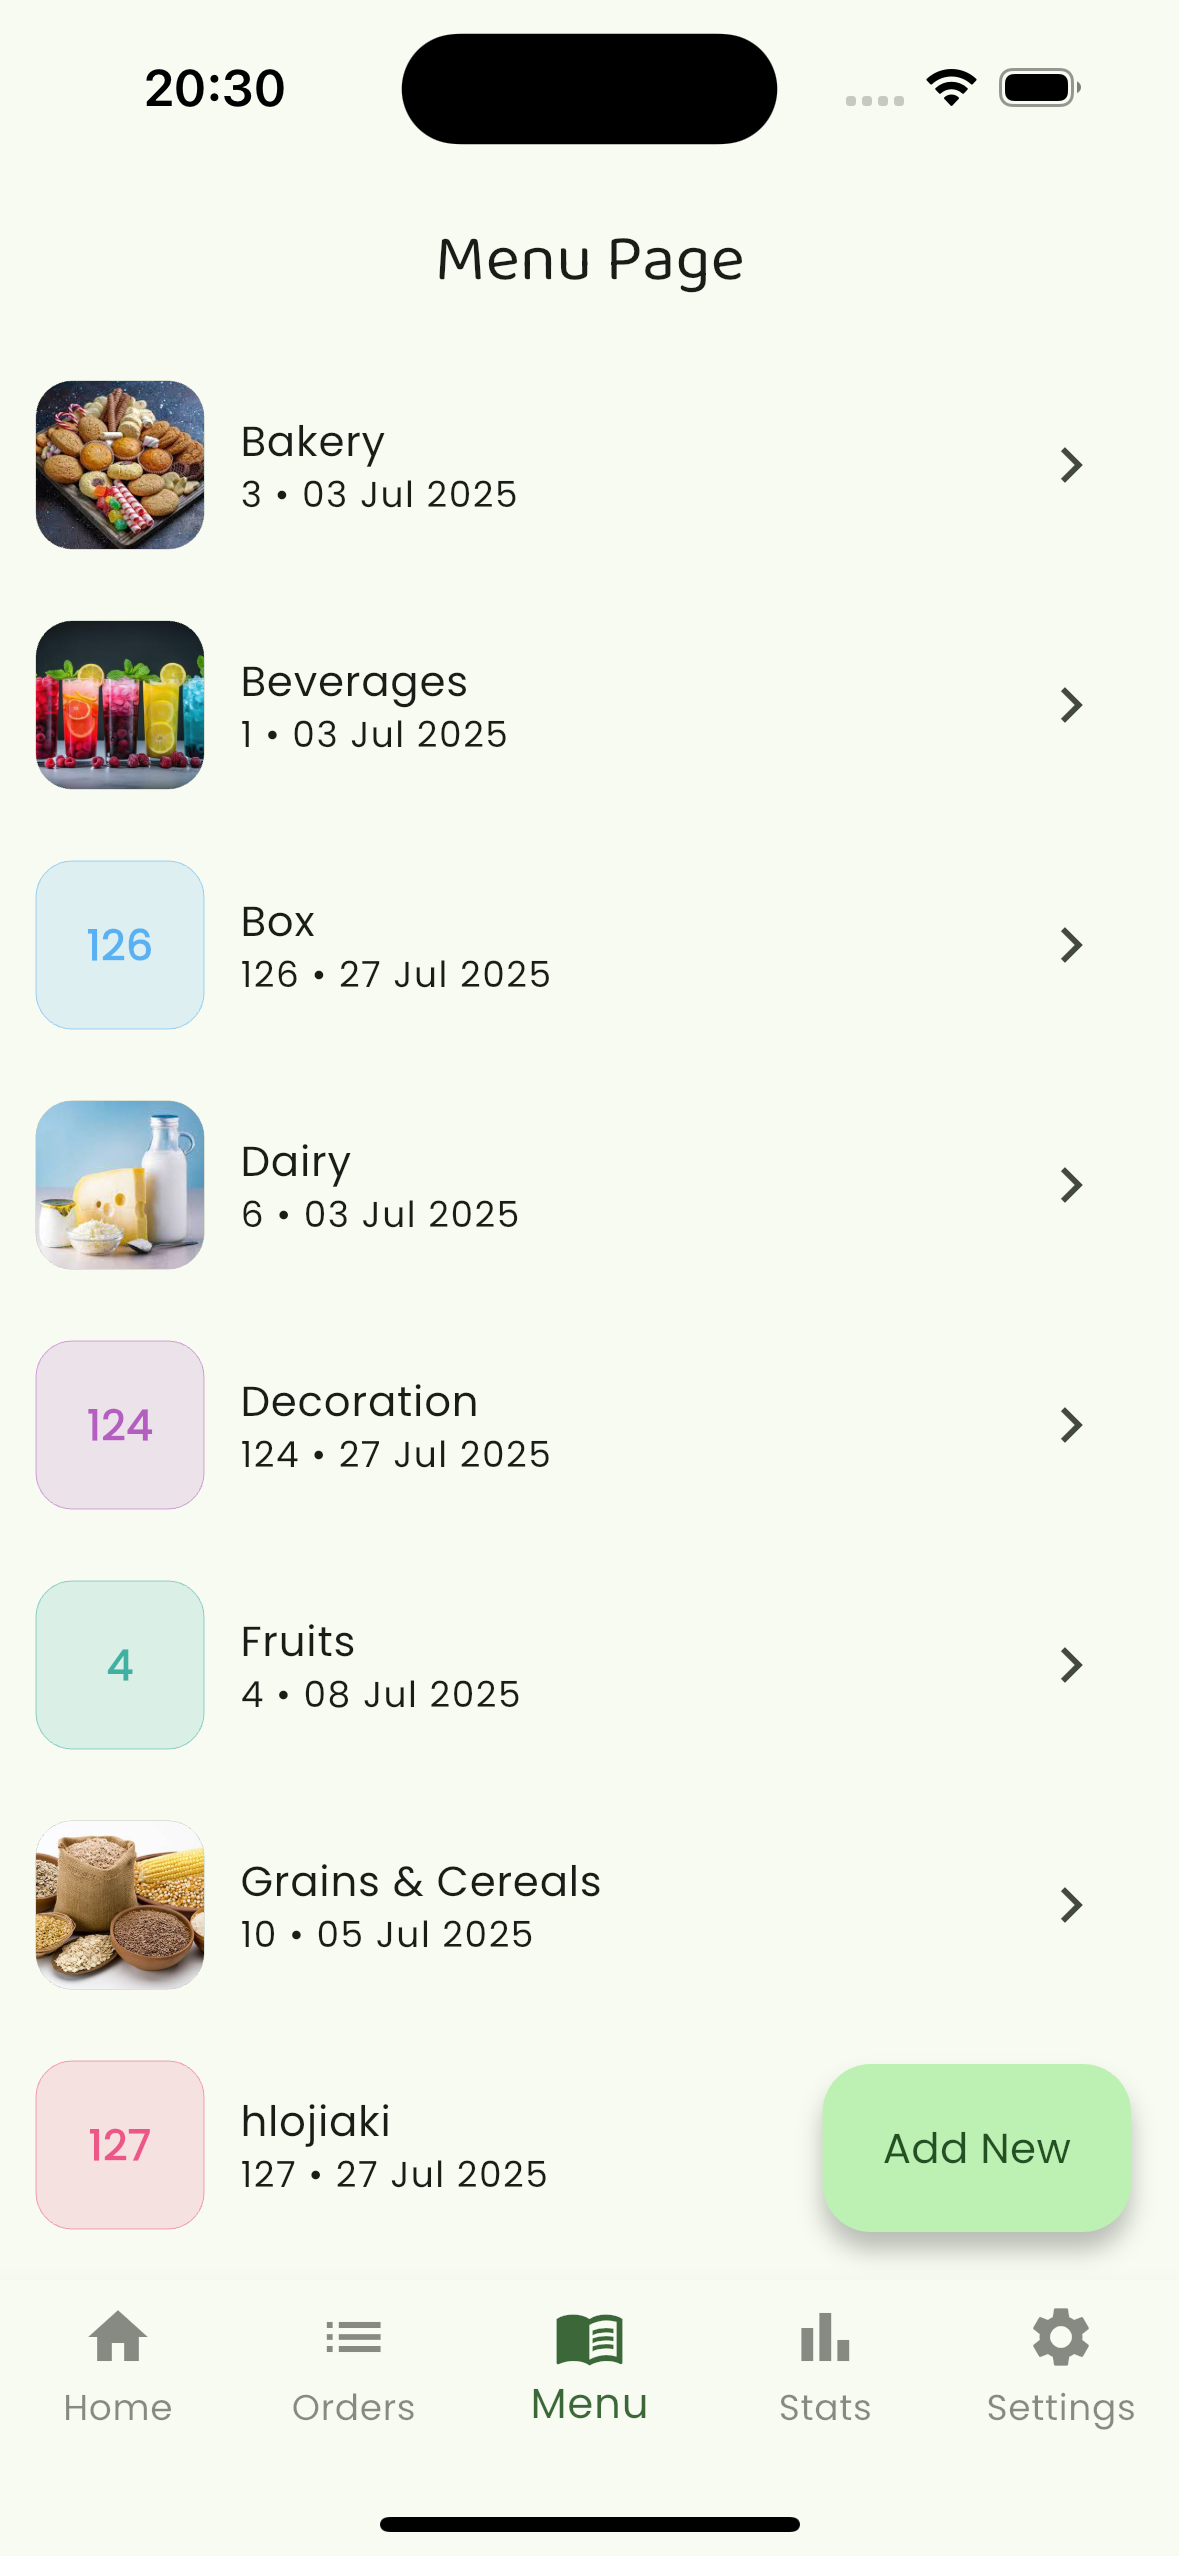 20:30
Menu Page
Bakery
3 • 03 Jul 2025
Beverages
1 • 03 Jul 2025
126
Box
126 • 27 Jul 2025
Dairy
6 • 03 Jul 2025
124
Decoration
124 • 27 Jul 2025
4
Fruits
4 • 08 Jul 2025
Grains & Cereals
10 • 05 Jul 2025
127
hlojiaki
127 • 27 Jul 2025
Add New
Home
Orders
Menu
Stats
Settings